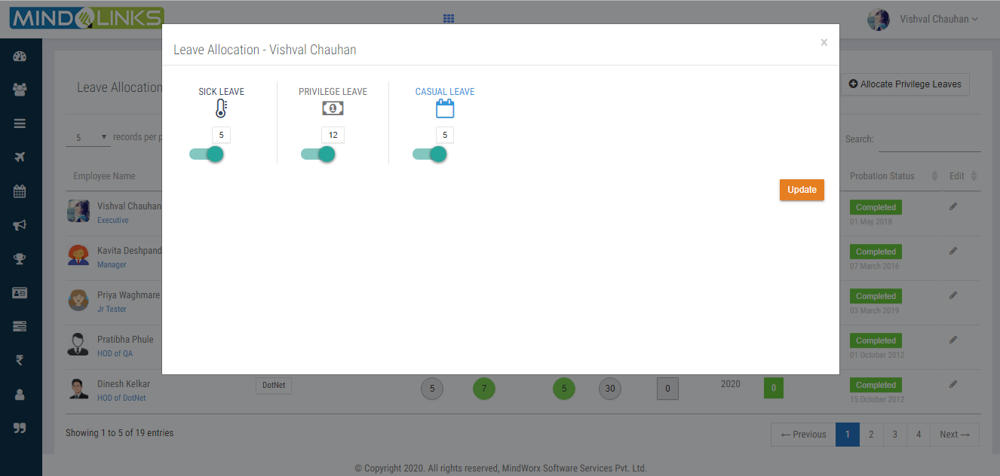 MINDLINKS
Vishval Chauhan
Leave Allocation - Vishval Chauhan
×
Leave Allocation
Allocate Privilege Leaves
SICK LEAVE
PRIVILEGE LEAVE
CASUAL LEAVE
1
5
12
5
5 ▼ records per p
Search:
Employee Name
Probation Status
Edit
Update
Vishval Chauhan
Executive
Completed
01 May 2018
Kavita Deshpand
Manager
Completed
07 March 2016
Priya Waghmare
Jr Tester
Completed
03 March 2019
Pratibha Phule
HOD of QA
Completed
01 October 2012
Dinesh Kelkar
HOD of DotNet
DotNet
5
7
5
30
0
2020
0
Completed
15 October 2012
Showing 1 to 5 of 19 entries
← Previous 1 2 3 4 Next →
© Copyright 2020. All rights reserved, MindWorx Software Services Pvt. Ltd.